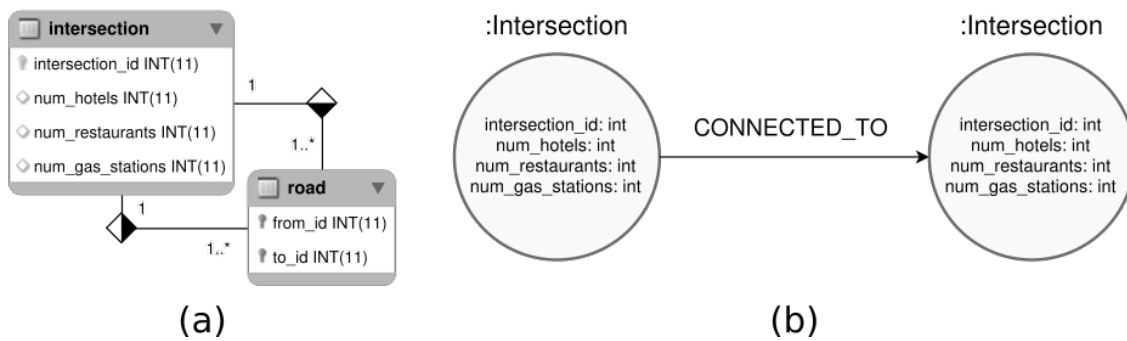 intersection
intersection_id INT(11)
num_hotels INT(11)
num_restaurants INT(11)
num_gas_stations INT(11)
1
1..*
road
from_id INT(11)
to_id INT(11)
1
1..*
(a)
:Intersection
intersection_id: int
num_hotels: int
num_restaurants: int
num_gas_stations: int
CONNECTED_TO
:Intersection
intersection_id: int
num_hotels: int
num_restaurants: int
num_gas_stations: int
(b)